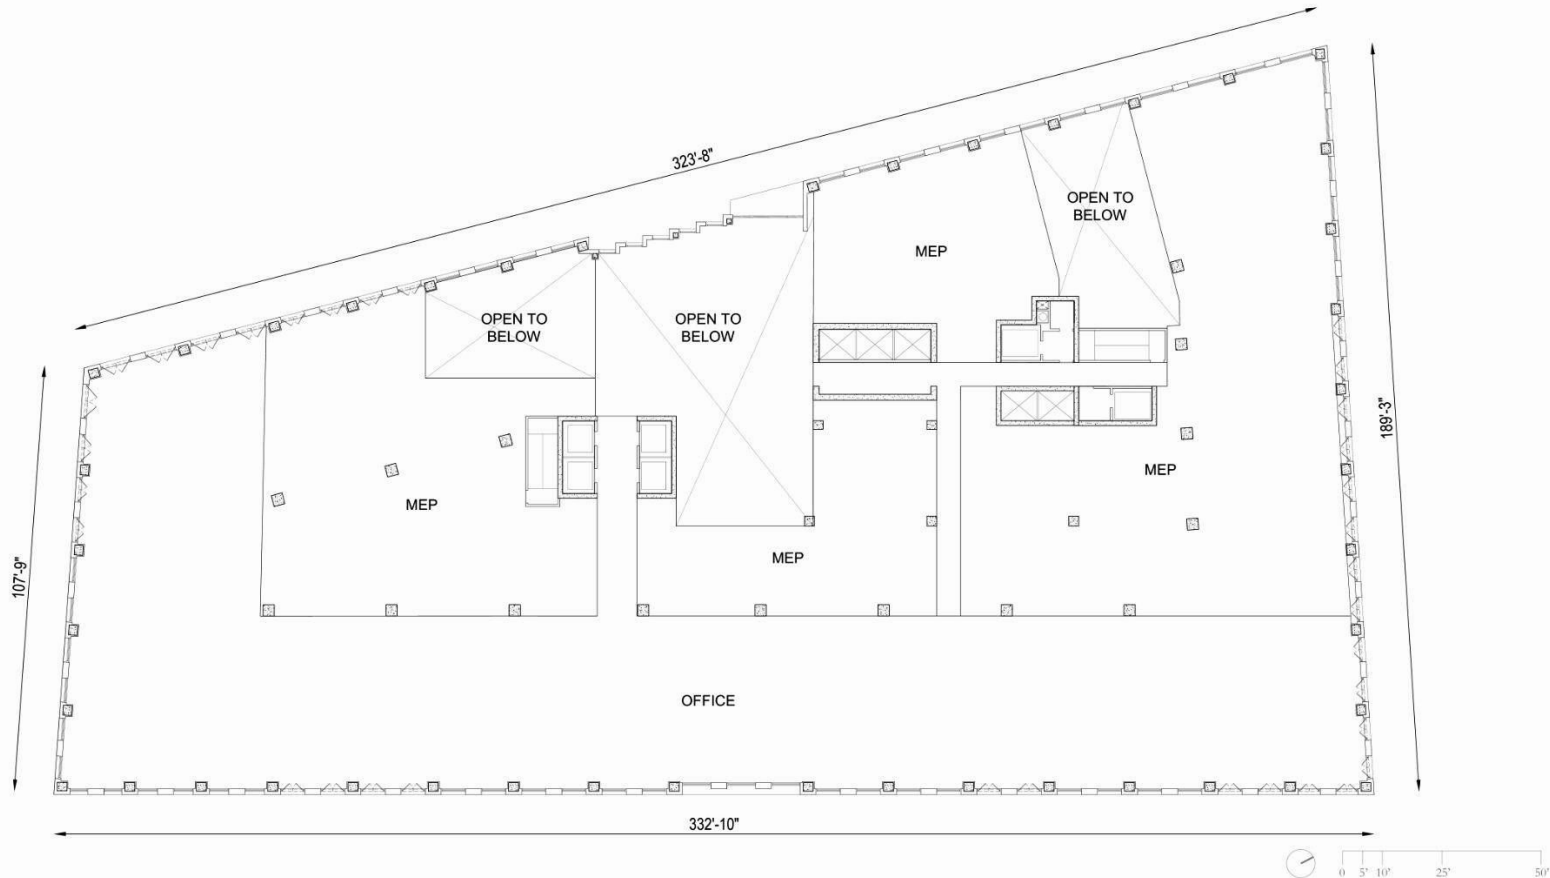 323'-8"
OPEN TO
BELOW
MEP
OPEN TO
BELOW
OPEN TO
BELOW
189'-3"
MEP
MEP
MEP
107'-9"
OFFICE
332'-10"
0 5' 10' 25' 50'